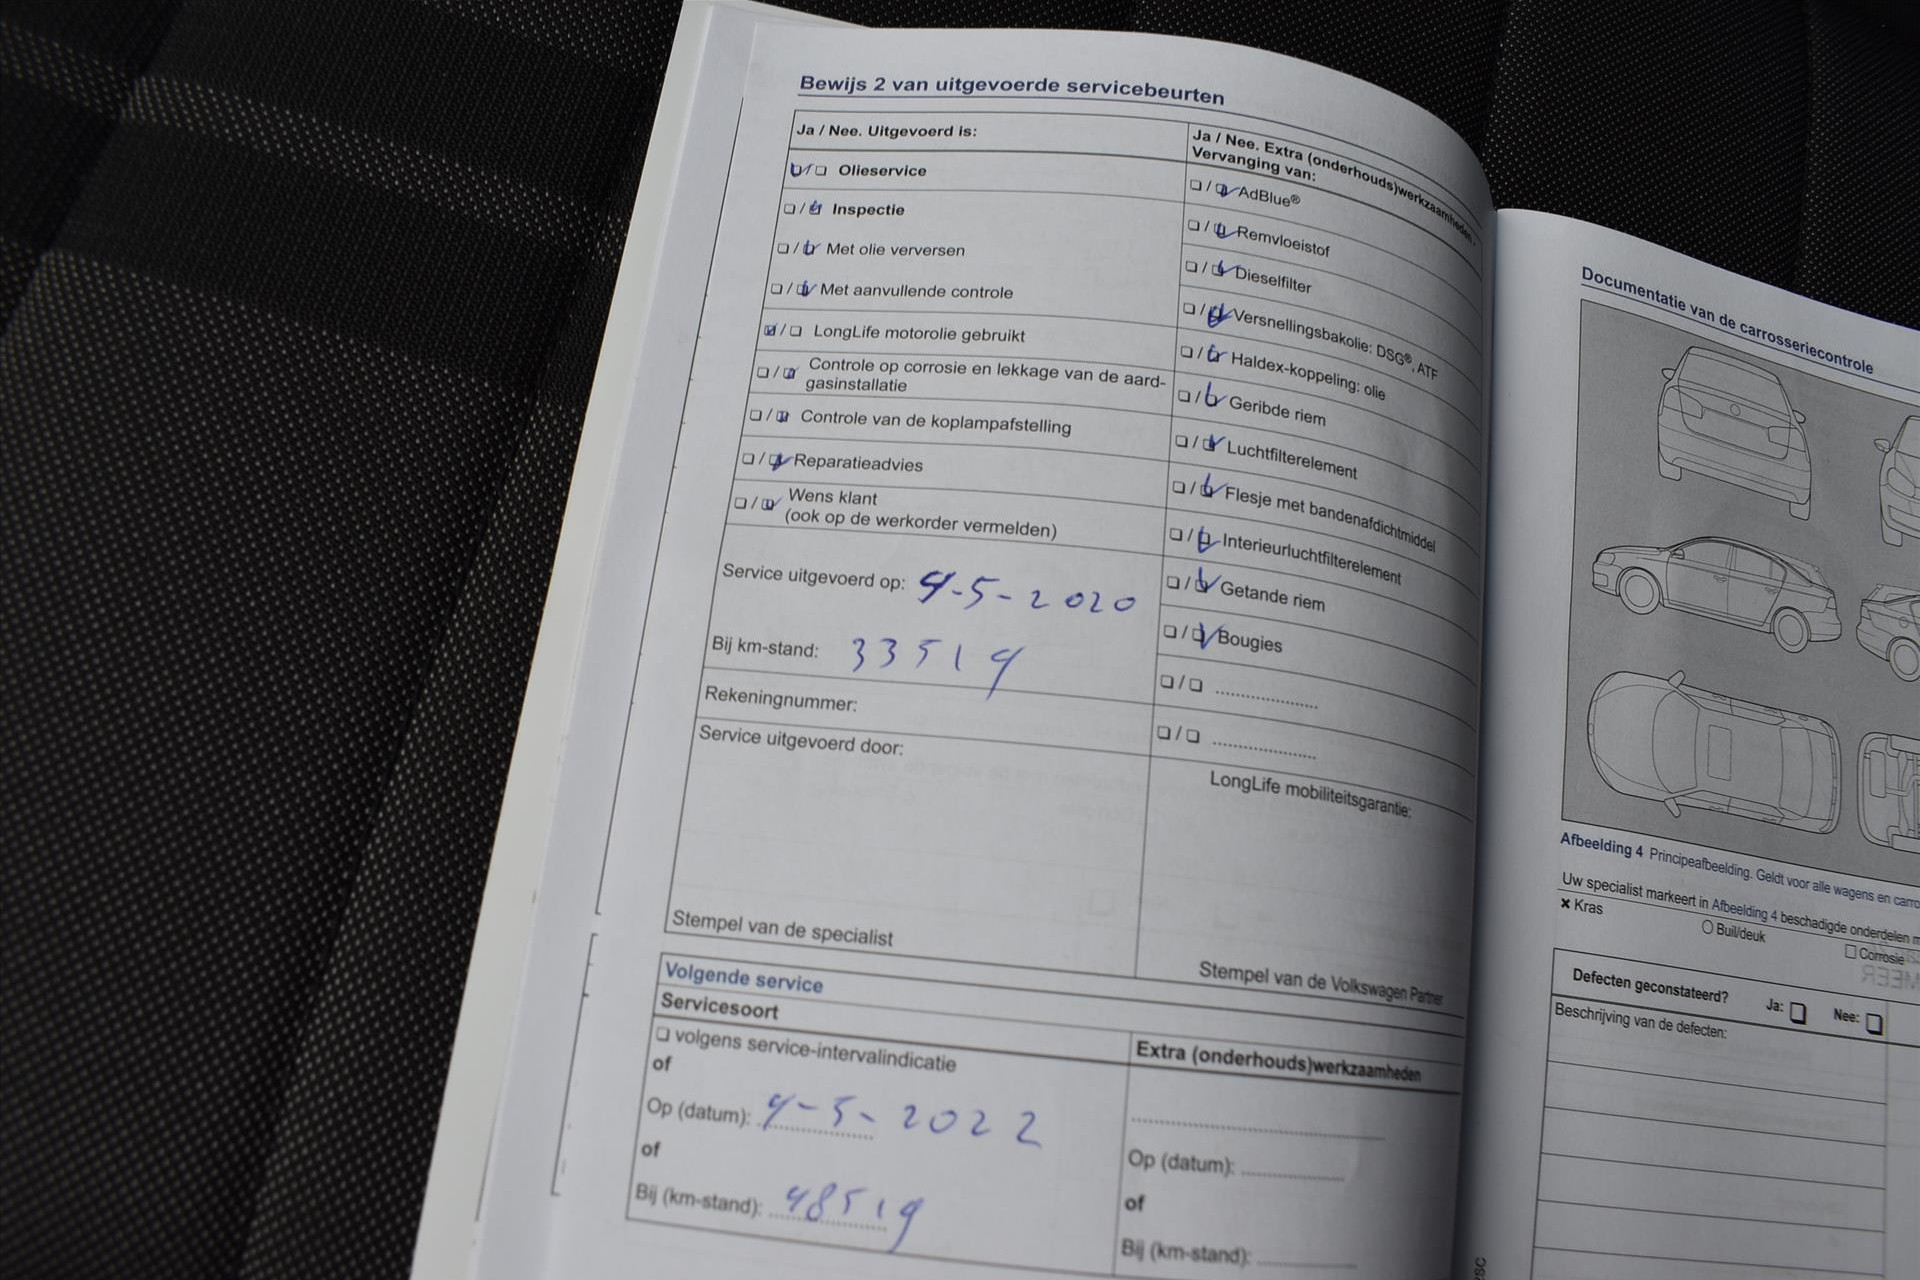 Bewijs 2 van uitgevoerde servicebeurten
Ja / Nee. Uitgevoerd is:
Olieservice
Inspectie
Met olie verversen
Met aanvullende controle
LongLife motorolie gebruikt
Controle op corrosie en lekkage van de aard-
gasinstallatie
Controle van de koplampafstelling
Reparatieadvies
Wens klant
(ook op de werkorder vermelden)
Service uitgevoerd op: 4-5-2020
Bij km-stand: 33519
Rekeningnummer:
Service uitgevoerd door:
Stempel van de specialist
Ja / Nee. Extra (onderhouds)werkzaamheden -
Vervanging van:
AdBlue®
Remvloeistof
Dieselfilter
Versnellingsbakolie: DSG®, ATF
Haldex-koppeling: olie
Geribde riem
Luchtfilterelement
Flesje met bandenafdichtmiddel
Interieurluchtfilterelement
Getande riem
Bougies
LongLife mobiliteitsgarantie:
Stempel van de Volkswagen Partner
Volgende service
Servicesoort
volgens service-intervalindicatie
of
Op (datum): 4-5-2022
of
Bij (km-stand): 48519
Extra (onderhouds)werkzaamheden
Op (datum):
of
Bij (km-stand):
Documentatie van de carrosseriecontrole
Afbeelding 4 Principeafbeelding. Geldt voor alle wagens en
Uw specialist markeert in Afbeelding 4 beschadigde onderdelen
× Kras
Buil/deuk
Corrosie
Defecten geconstateerd? Ja: Nee:
Beschrijving van de defecten: